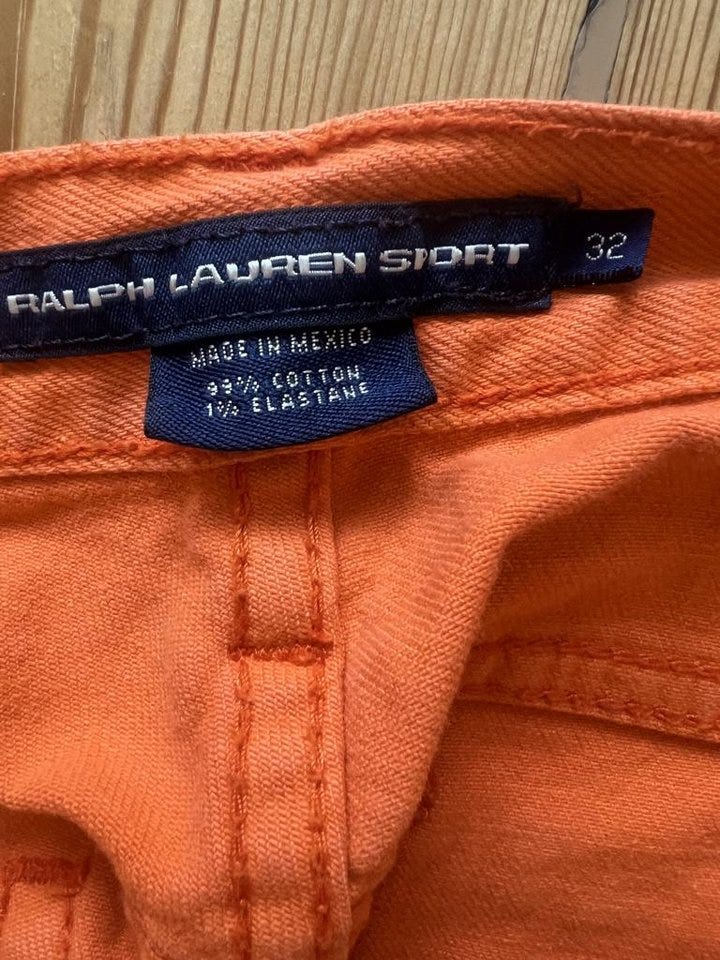 RALPH LAUREN SPORT
32
MADE IN MEXICO
99% COTTON
1% ELASTANE